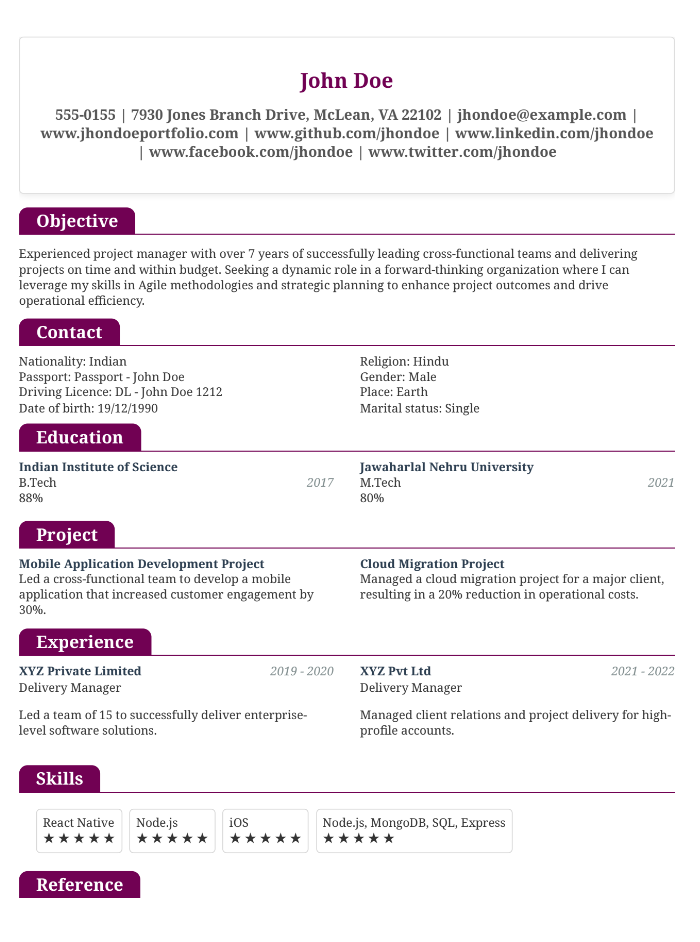 John Doe
555-0155 | 7930 Jones Branch Drive, McLean, VA 22102 | jhondoe@example.com |
www.jhondoeportfolio.com | www.github.com/jhondoe | www.linkedin.com/jhondoe
| www.facebook.com/jhondoe | www.twitter.com/jhondoe
Objective
Experienced project manager with over 7 years of successfully leading cross-functional teams and delivering
projects on time and within budget. Seeking a dynamic role in a forward-thinking organization where I can
leverage my skills in Agile methodologies and strategic planning to enhance project outcomes and drive
operational efficiency.
Contact
Nationality: Indian
Passport: Passport - John Doe
Driving Licence: DL - John Doe 1212
Date of birth: 19/12/1990
Religion: Hindu
Gender: Male
Place: Earth
Marital status: Single
Education
Indian Institute of Science
B.Tech 2017
88%
Jawaharlal Nehru University
M.Tech 2021
80%
Project
Mobile Application Development Project
Led a cross-functional team to develop a mobile
application that increased customer engagement by
30%.
Cloud Migration Project
Managed a cloud migration project for a major client,
resulting in a 20% reduction in operational costs.
Experience
XYZ Private Limited 2019 - 2020
Delivery Manager
Led a team of 15 to successfully deliver enterprise-
level software solutions.
XYZ Pvt Ltd 2021 - 2022
Delivery Manager
Managed client relations and project delivery for high-
profile accounts.
Skills
React Native
★ ★ ★ ★ ★
Node.js
★ ★ ★ ★ ★
iOS
★ ★ ★ ★ ★
Node.js, MongoDB, SQL, Express
★ ★ ★ ★ ★
Reference